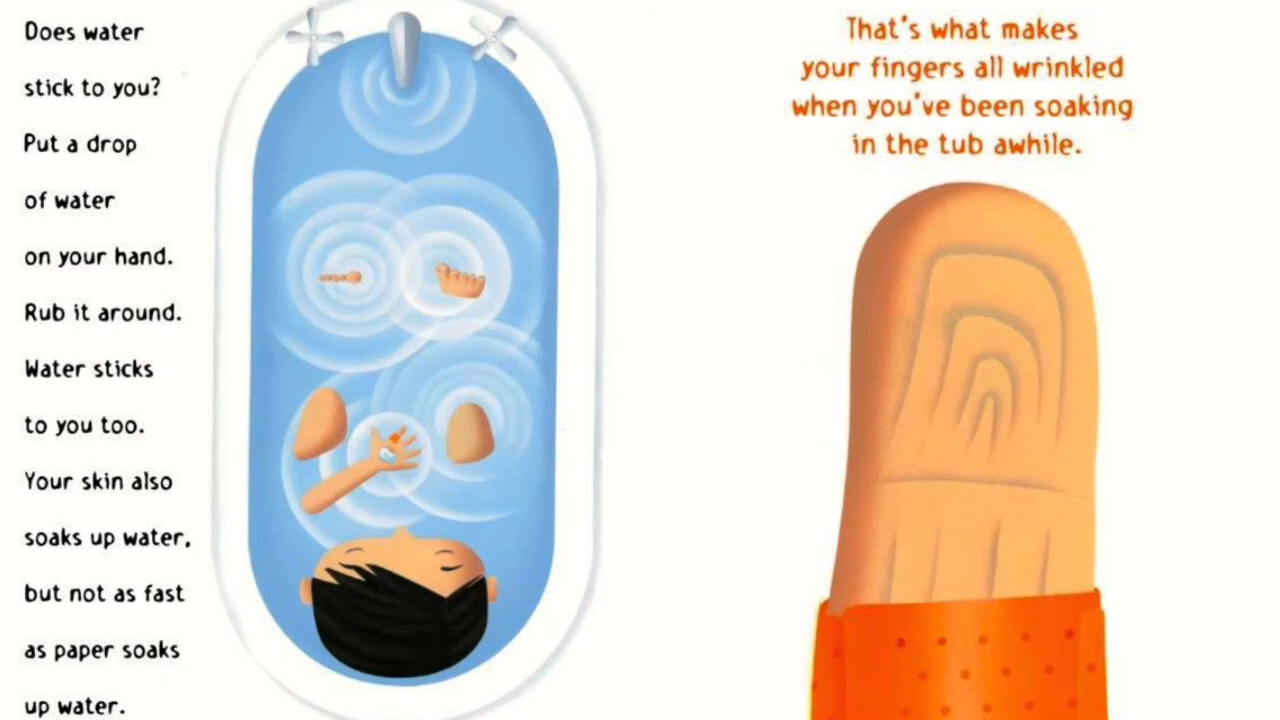 Does water
stick to you?
Put a drop
of water
on your hand.
Rub it around.
Water sticks
to you too.
Your skin also
soaks up water,
but not as fast
as paper soaks
up water.
That's what makes
your fingers all wrinkled
when you've been soaking
in the tub awhile.